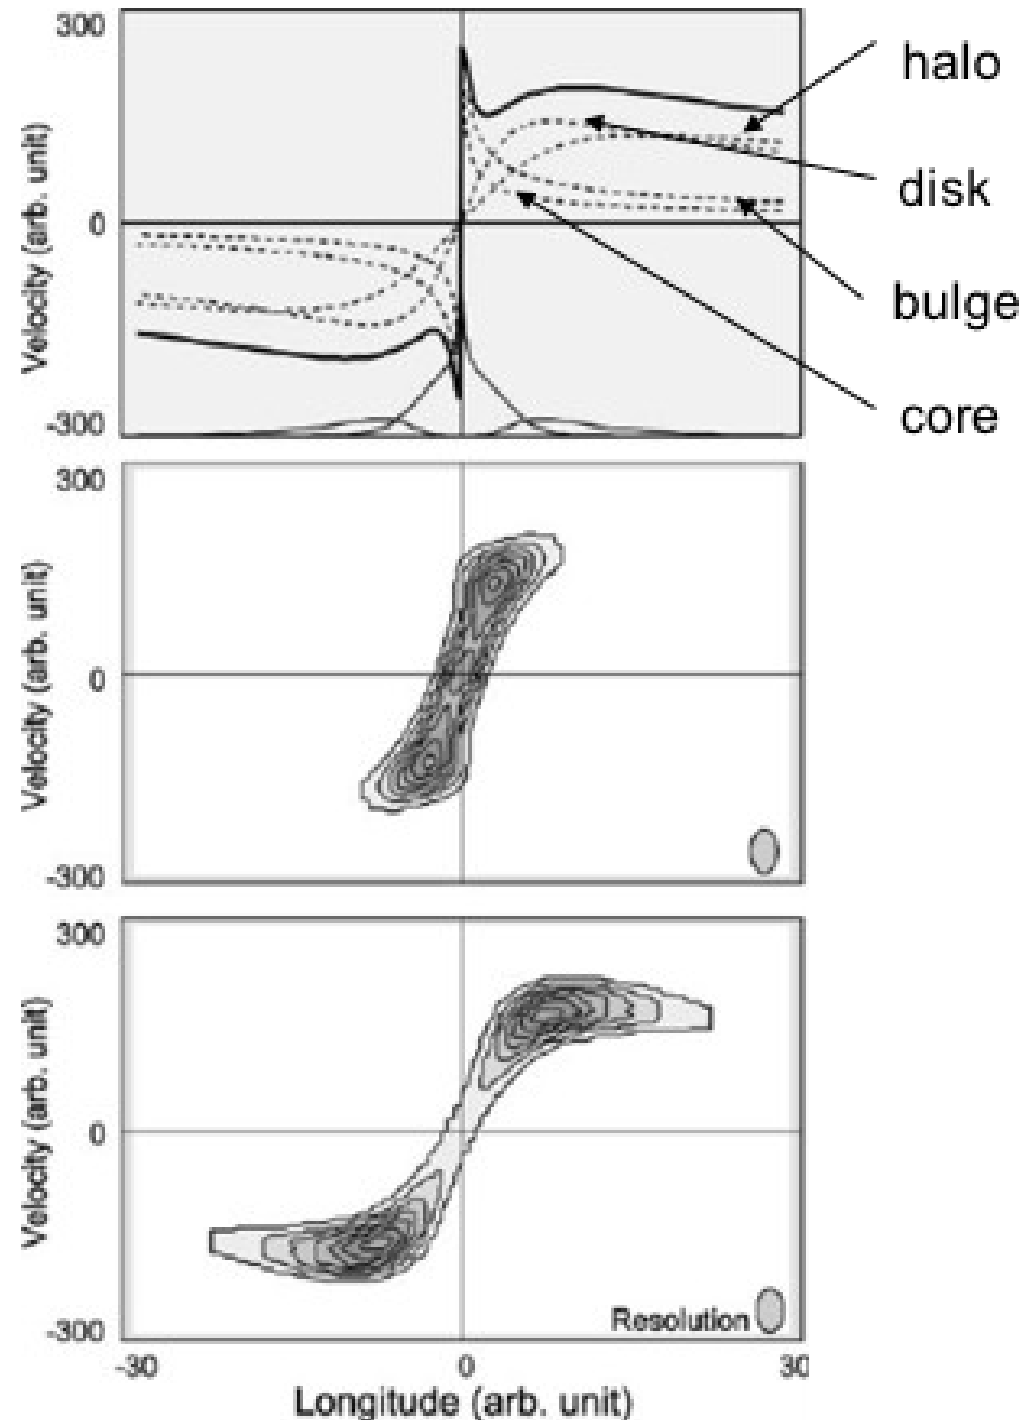 300
Velocity (arb. unit)
0
-300
halo
disk
bulge
core
300
Velocity (arb. unit)
0
-300
300
Velocity (arb. unit)
0
-300
Resolution
-30
0
30
Longitude (arb. unit)